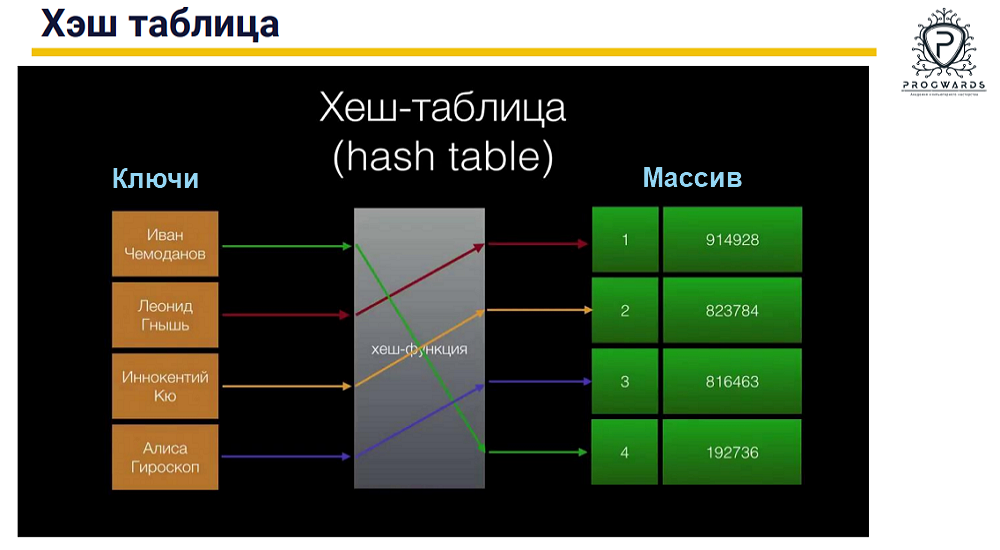 Хэш таблица
PROGWARDS
Хеш-таблица
(hash table)
Ключи
Массив
Иван
Чемоданов
Леонид
Гнышь
Иннокентий
Кю
Алиса
Гироскоп
хеш-функция
1
914928
2
823784
3
816463
4
192736